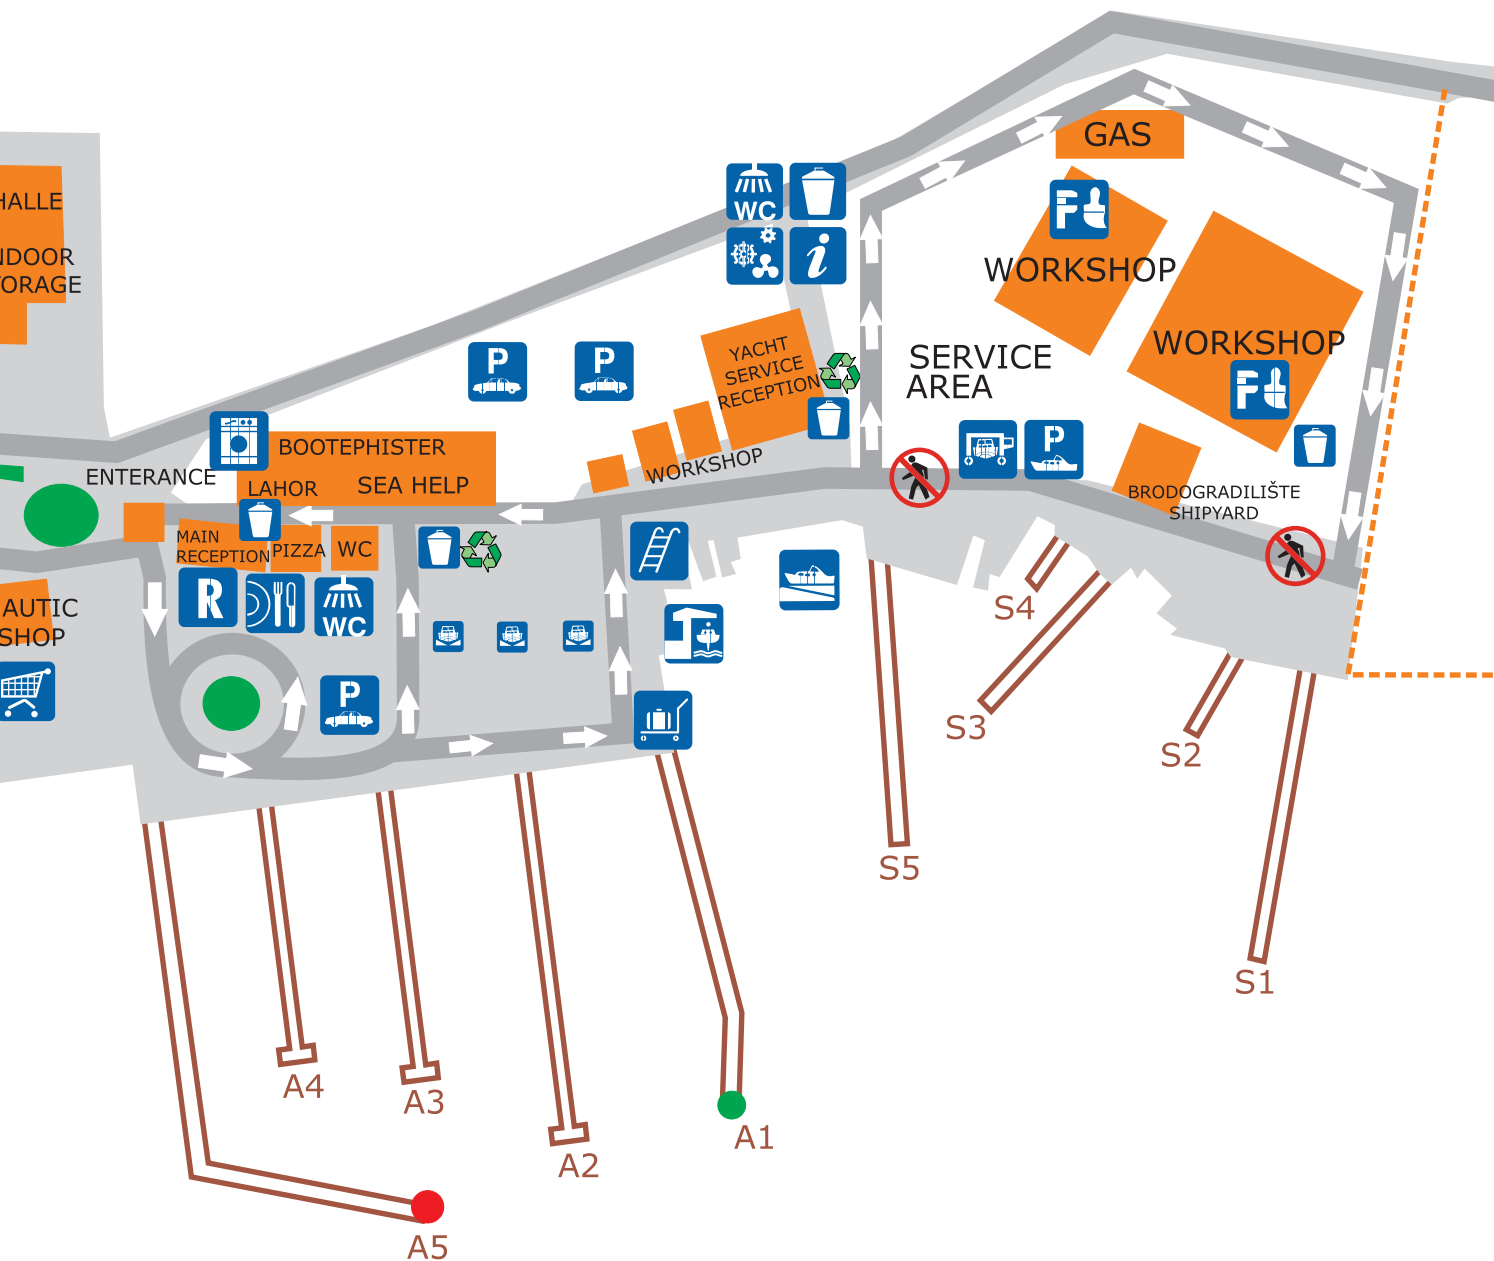 HALLE
NDOOR
TORAGE
AUTIC
SHOP
ENTERANCE
BOOTEPHISTER
LAHOR
SEA HELP
MAIN
RECEPTION
PIZZA
WC
R
WC
P
P
P
YACHT
SERVICE
RECEPTION
WORKSHOP
WC
i
GAS
F
WORKSHOP
WORKSHOP
F
SERVICE
AREA
P
BRODOGRADILIŠTE
SHIPYARD
S4
S3
S2
S5
S1
A4
A3
A2
A1
A5